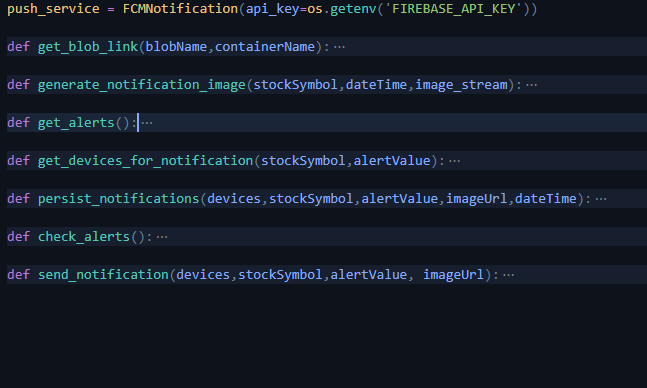 push_service = FCMNotification(api_key=os.getenv('FIREBASE_API_KEY'))
def get_blob_link(blobName,containerName):···
def generate_notification_image(stockSymbol,dateTime,image_stream):···
def get_alerts():···
def get_devices_for_notification(stockSymbol,alertValue):···
def persist_notifications(devices,stockSymbol,alertValue,imageUrl,dateTime):···
def check_alerts():···
def send_notification(devices,stockSymbol,alertValue, imageUrl):···